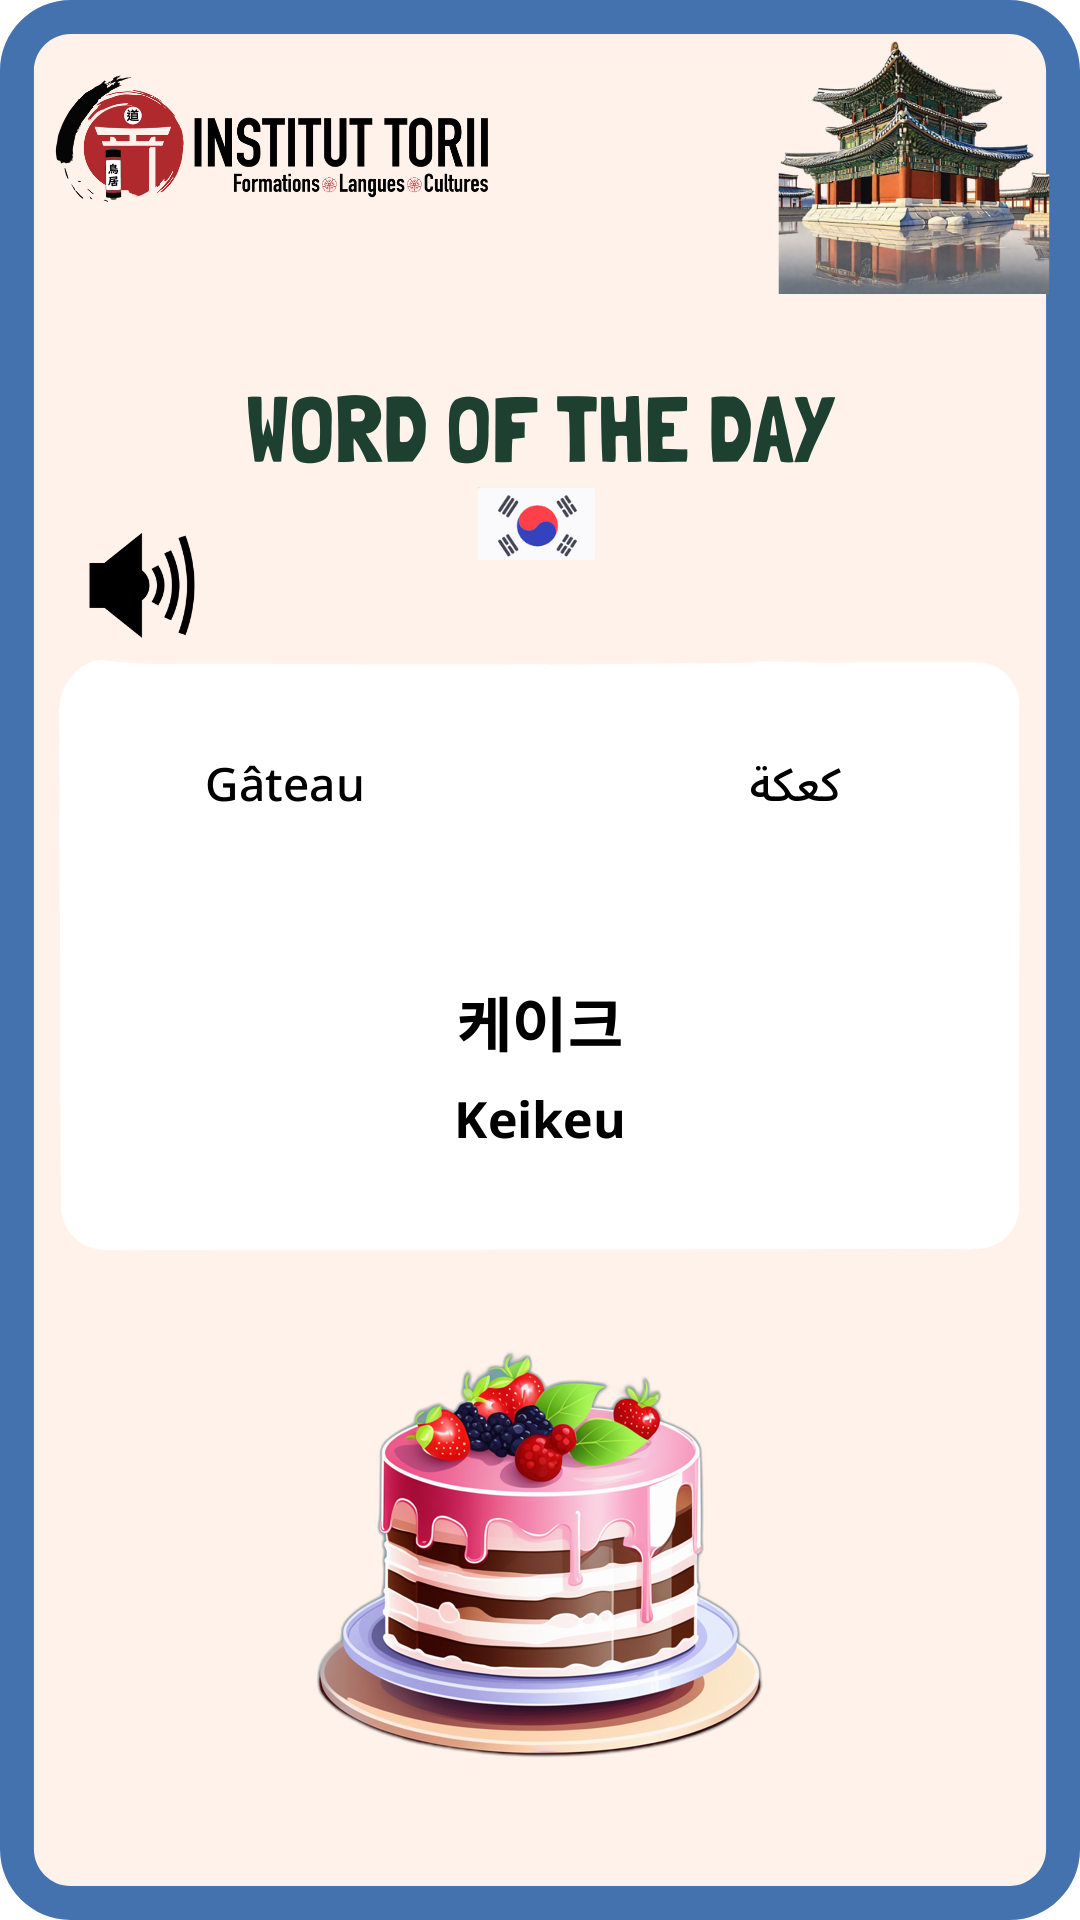 道
鳥居
INSTITUT TORII
Formations Langues Cultures
WORD OF THE DAY
Gâteau
كعكة
케이크
Keikeu